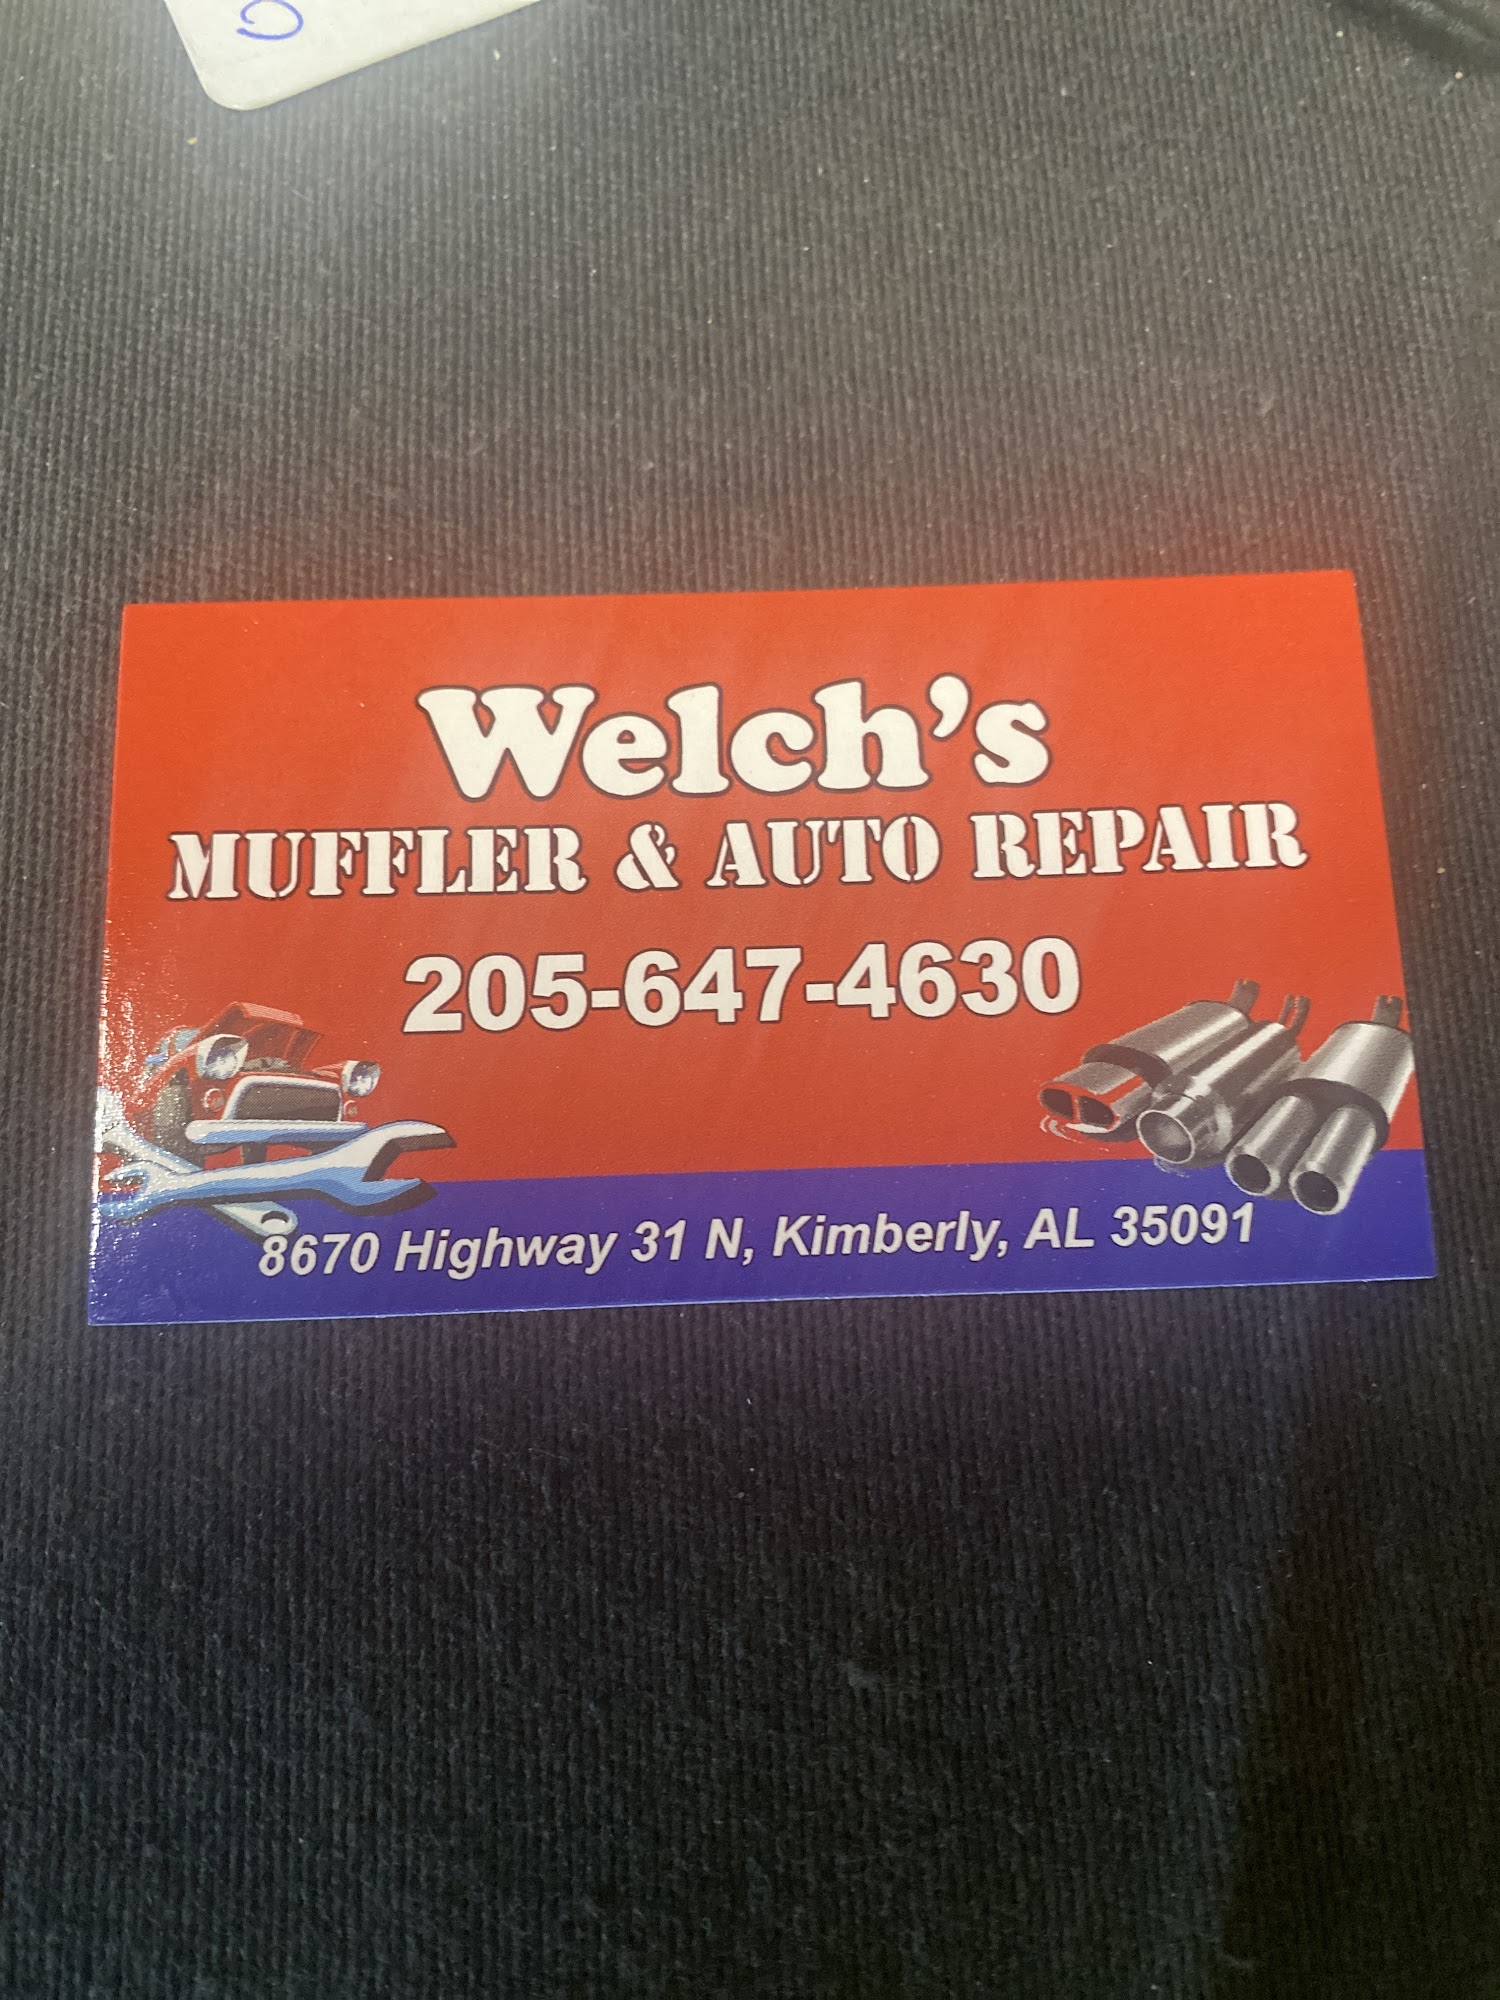 Welch's
MUFFLER & AUTO REPAIR
205-647-4630
8670 Highway 31 N, Kimberly, AL 35091